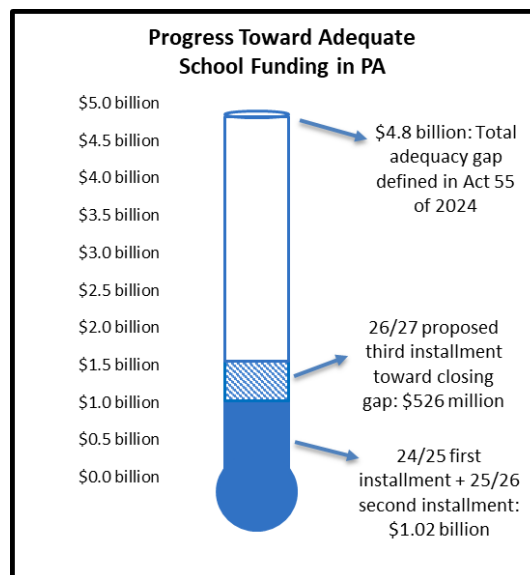 Progress Toward Adequate
School Funding in PA
$5.0 billion
$4.5 billion
$4.0 billion
$3.5 billion
$3.0 billion
$2.5 billion
$2.0 billion
$1.5 billion
$1.0 billion
$0.5 billion
$0.0 billion
$4.8 billion: Total
adequacy gap
defined in Act 55
of 2024
26/27 proposed
third installment
toward closing
gap: $526 million
24/25 first
installment + 25/26
second installment:
$1.02 billion